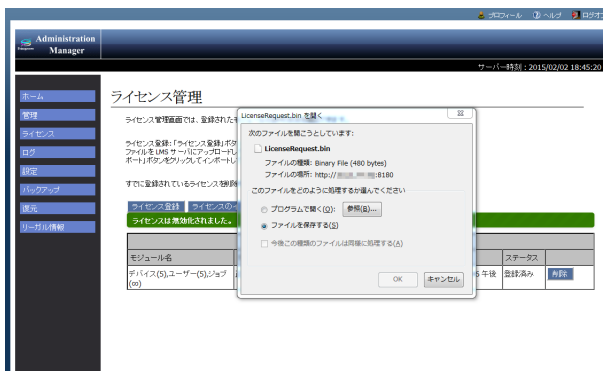 プロフィール ヘルプ ログオフ
Administration
Manager
サーバー時刻 : 2015/02/02 18:45:20
ホーム
管理
ライセンス
ログ
設定
バックアップ
復元
リーガル情報
ライセンス管理
ライセンス管理画面では、登録されたモ
ライセンス登録:「ライセンス登録」ボタ
ファイルを LMS サーバにアップロードし
ポート」ボタンをクリックしてインポートし
すでに登録されているライセンスを削除
ライセンス登録 ライセンスのイ
ライセンスは 無効化されました。
モジュール名 ステータス
デバイス(5),ユーザー(5),ジョブ
(∞)
5 午後 登録済み 削除
LicenseRequest.bin を開く
次のファイルを開こうとしています:
LicenseRequest.bin
ファイルの種類: Binary File (480 bytes)
ファイルの場所: http://
:8180
このファイルをどのように処理するか選んでください
プログラムで開く(O): 参照(B)...
ファイルを保存する(S)
今後この種類のファイルは同様に処理する(A)
OK キャンセル